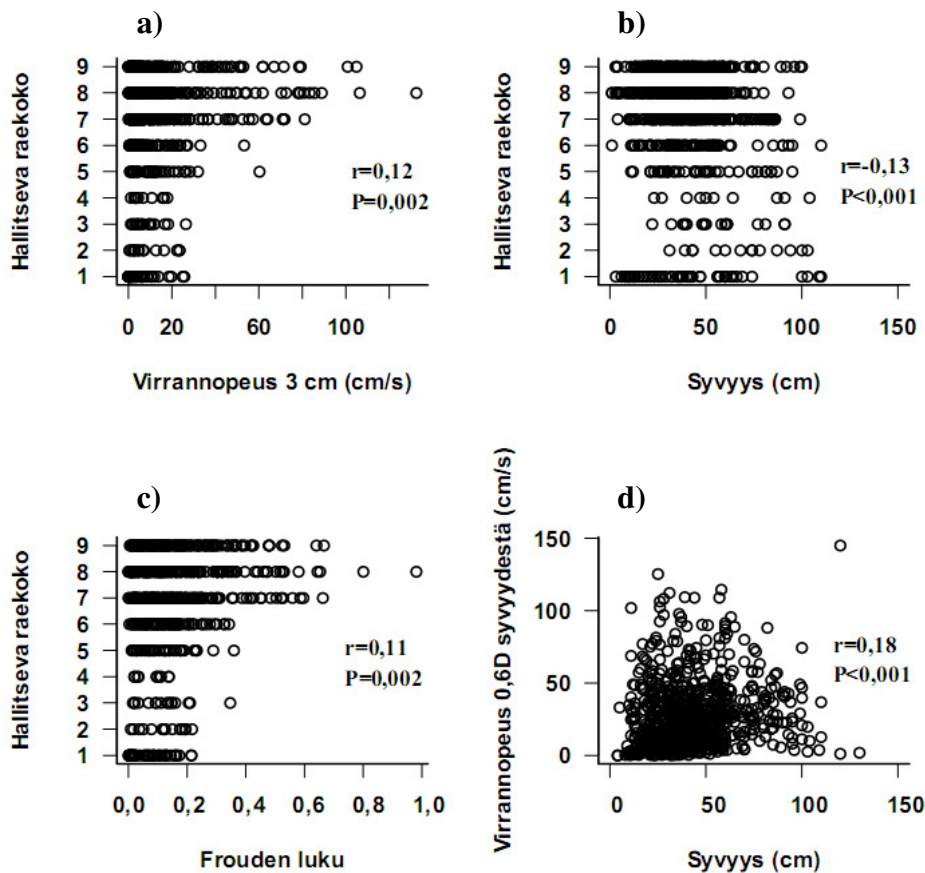 a)
Hallitseva raekoko
9
8
7
6
5
4
3
2
1
r=0,12
P=0,002
0 20 60 100
Virrannopeus 3 cm (cm/s)
b)
Hallitseva raekoko
9
8
7
6
5
4
3
2
1
r=-0,13
P<0,001
0 50 100 150
Syvyys (cm)
c)
Hallitseva raekoko
9
8
7
6
5
4
3
2
1
r=0,11
P=0,002
0,0 0,2 0,4 0,6 0,8 1,0
Frouden luku
d)
Virrannopeus 0,6D syvyydestä (cm/s)
150
100
50
0
r=0,18
P<0,001
0 50 100 150
Syvyys (cm)